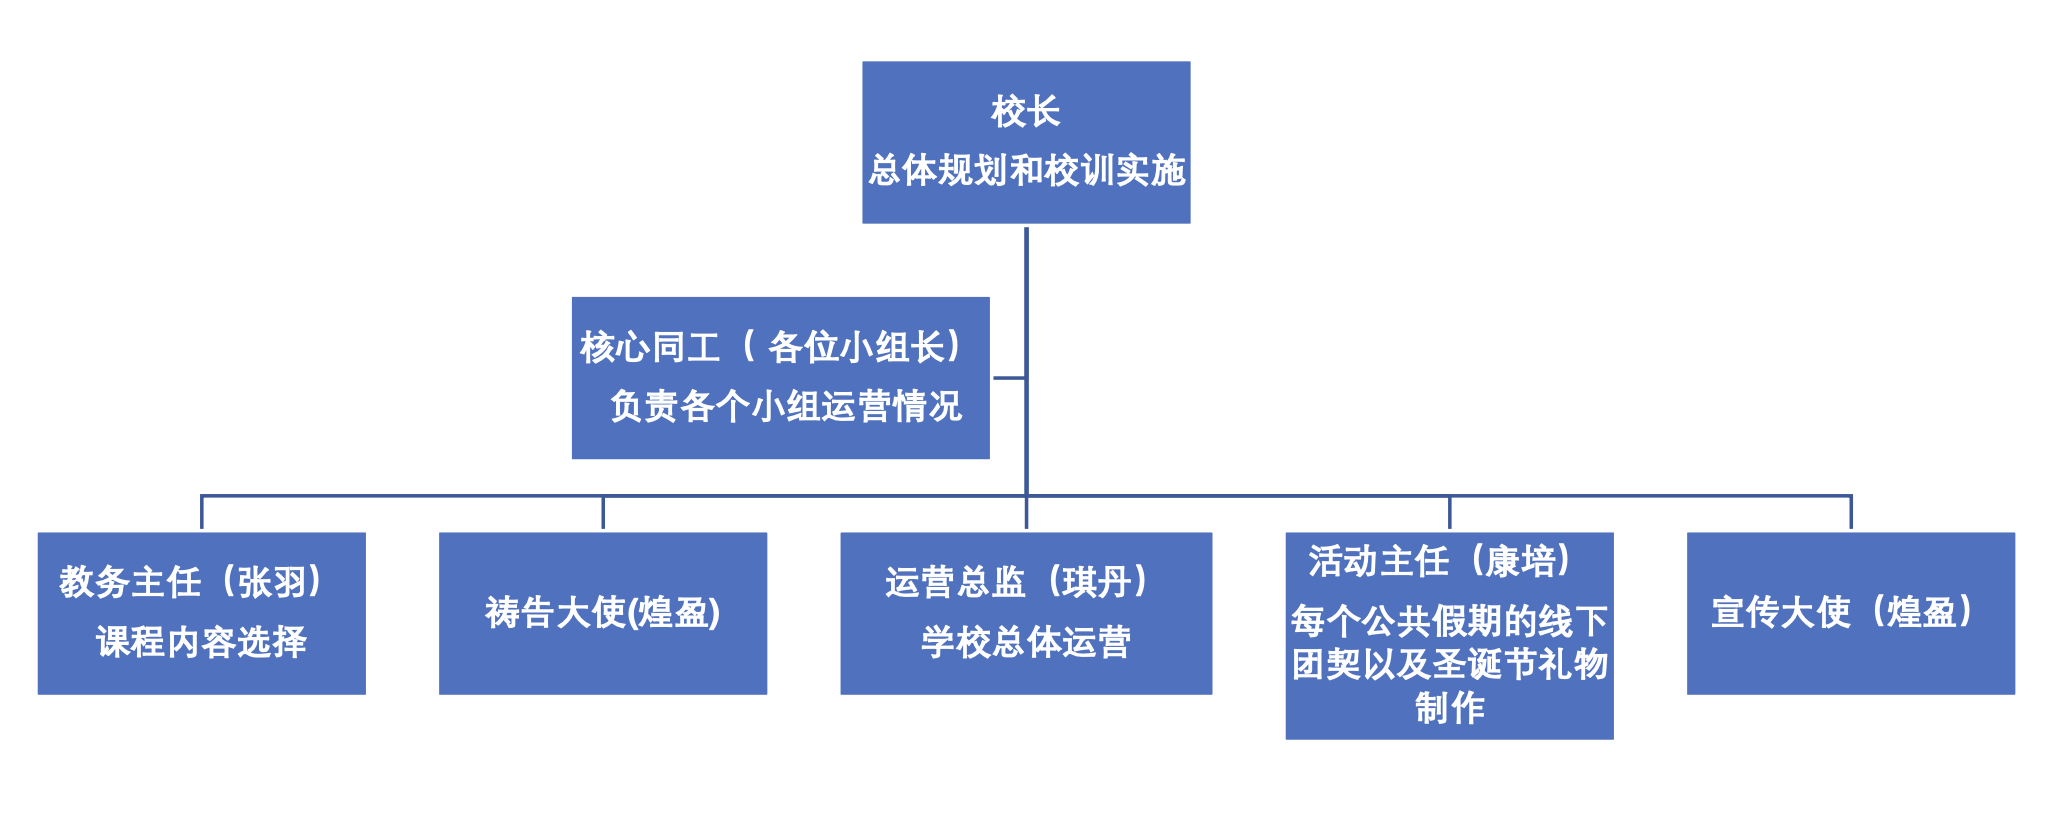 校长
总体规划和校训实施
核心同工（ 各位小组长）
负责各个小组运营情况
教务主任（张羽）
课程内容选择
祷告大使(煌盈)
运营总监（琪丹）
学校总体运营
活动主任（康培）
每个公共假期的线下
团契以及圣诞节礼物
制作
宣传大使（煌盈）